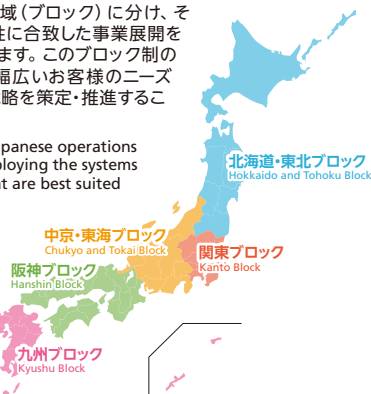 域（ブロック）に分け、そ
性に合致した事業展開を
ます。このブロック制の
幅広いお客様のニーズ
略を策定・推進するこ
panese operations
ploying the systems
at are best suited
北海道・東北ブロック
Hokkaido and Tohoku Block
中京・東海ブロック
Chukyo and Tokai Block
関東ブロック
Kanto Block
阪神ブロック
Hanshin Block
九州ブロック
Kyushu Block